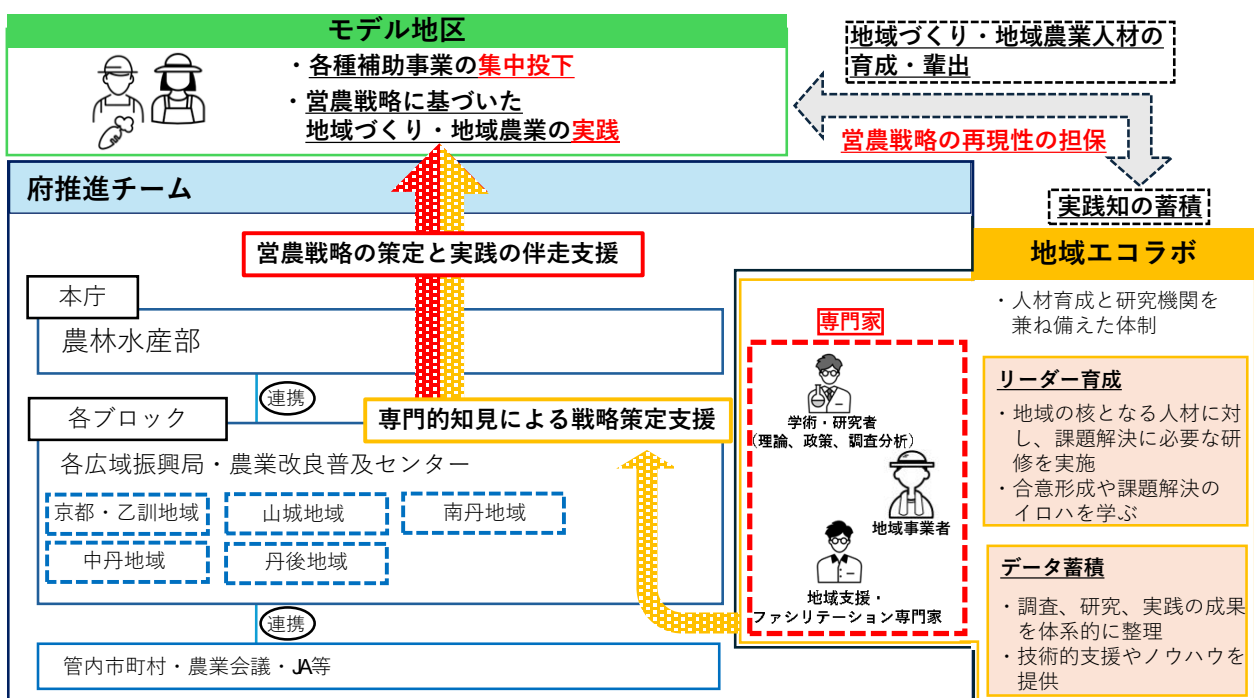 モデル地区
・各種補助事業の集中投下
・営農戦略に基づいた
地域づくり・地域農業の実践
地域づくり・地域農業人材の
育成・輩出
営農戦略の再現性の担保
実践知の蓄積
府推進チーム
営農戦略の策定と実践の伴走支援
本庁
農林水産部
連携
各ブロック
専門的知見による戦略策定支援
各広域振興局・農業改良普及センター
京都・乙訓地域
山城地域
南丹地域
中丹地域
丹後地域
連携
管内市町村・農業会議・JA等
専門家
学術・研究者
(理論、政策、調査分析)
地域事業者
地域支援・
ファシリテーション専門家
地域エコラボ
・人材育成と研究機関を
兼ね備えた体制
リーダー育成
・地域の核となる人材に対
し、課題解決に必要な研
修を実施
・合意形成や課題解決の
イロハを学ぶ
データ蓄積
・調査、研究、実践の成果
を体系的に整理
・技術的支援やノウハウを
提供